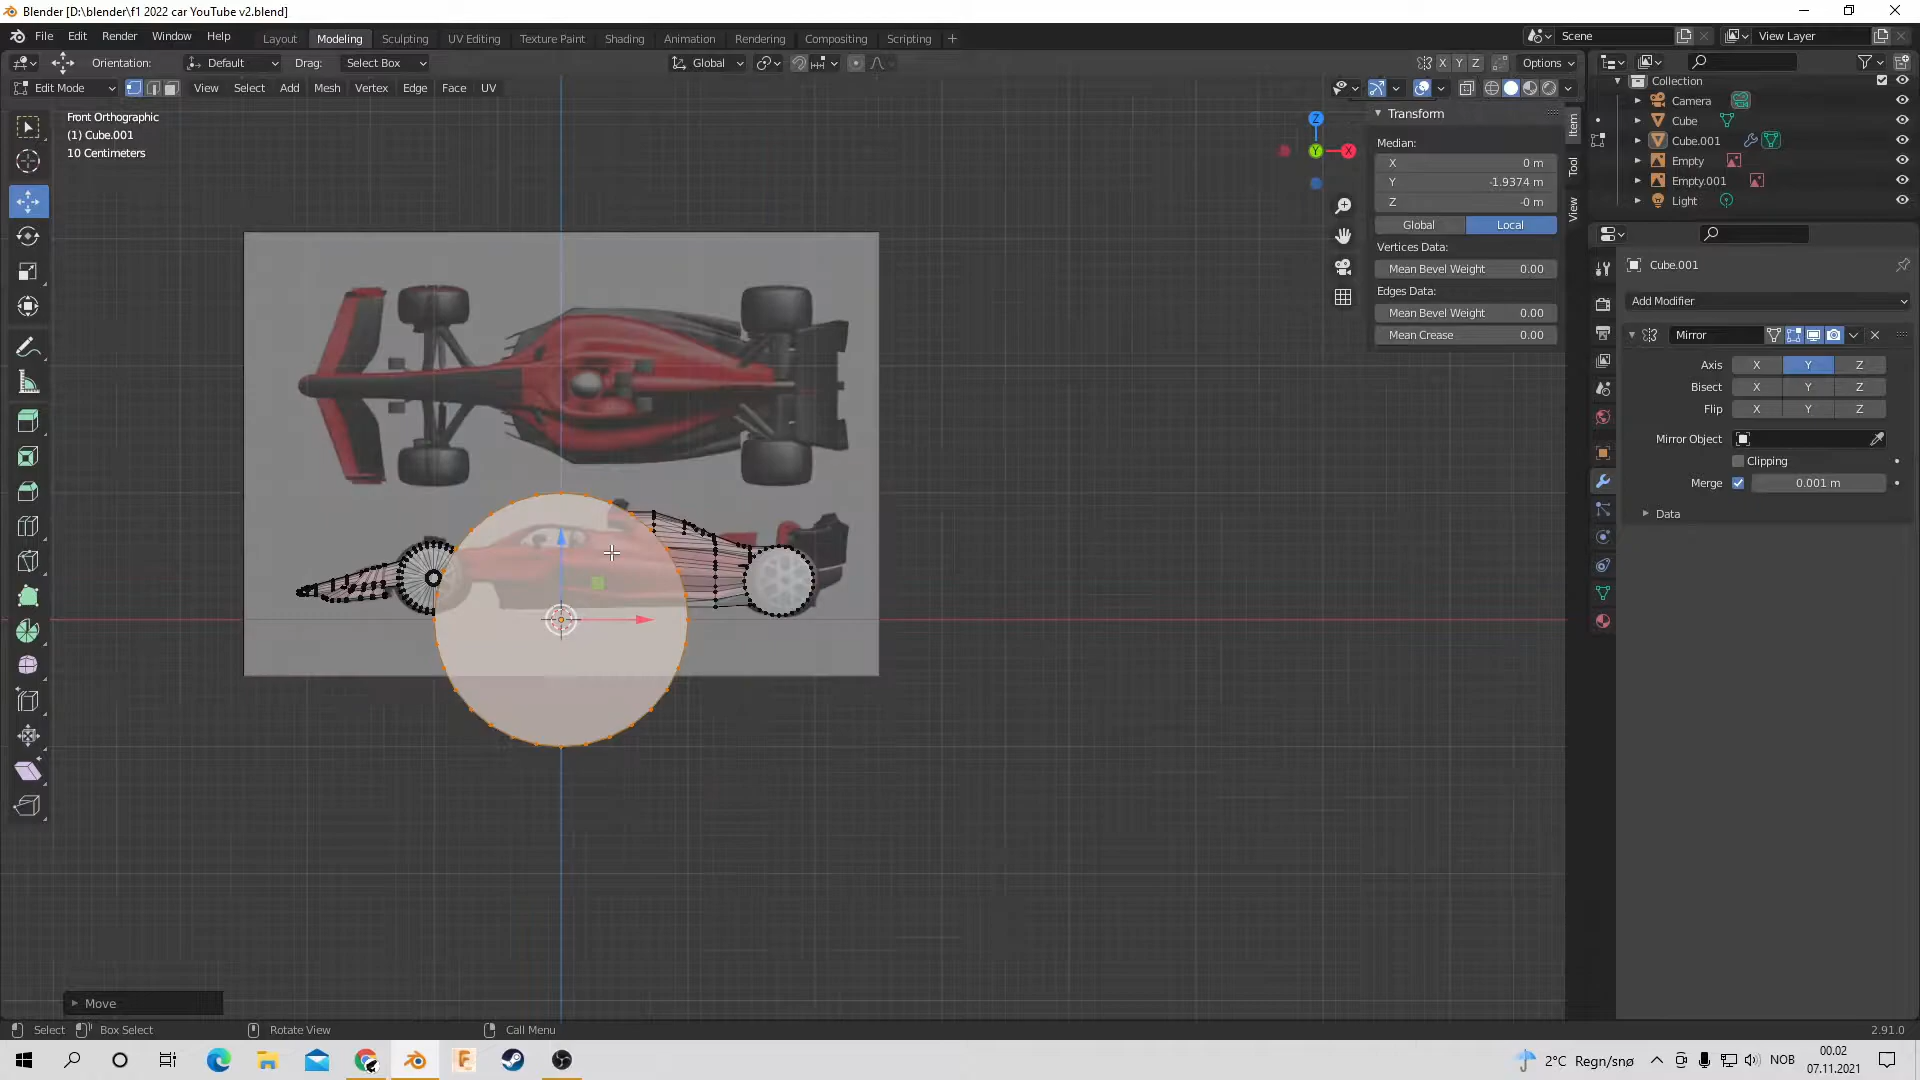 Blender [D:\blender\f1 2022 car YouTube v2.blend]
File Edit Render Window Help
Layout Modeling Sculpting UV Editing Texture Paint Shading Animation Rendering Compositing Scripting
Scene
View Layer
Orientation: Default Drag: Select Box
Global
X Y Z
Options
Edit Mode View Select Add Mesh Vertex Edge Face UV
Front Orthographic
(1) Cube.001
10 Centimeters
Z
Y
X
Transform
Median:
X 0 m
Y -1.9374 m
Z -0 m
Global Local
Vertices Data:
Mean Bevel Weight 0.00
Edges Data:
Mean Bevel Weight 0.00
Mean Crease 0.00
Item
Tool
View
Collection
Camera
Cube
Cube.001
Empty
Empty.001
Light
Cube.001
Add Modifier
Mirror
Axis X Y Z
Bisect X Y Z
Flip X Y Z
Mirror Object
Clipping
Merge 0.001 m
Data
Move
Select Box Select Rotate View Call Menu
2.91.0
2°C Regn/snø
NOB
00.02
07.11.2021